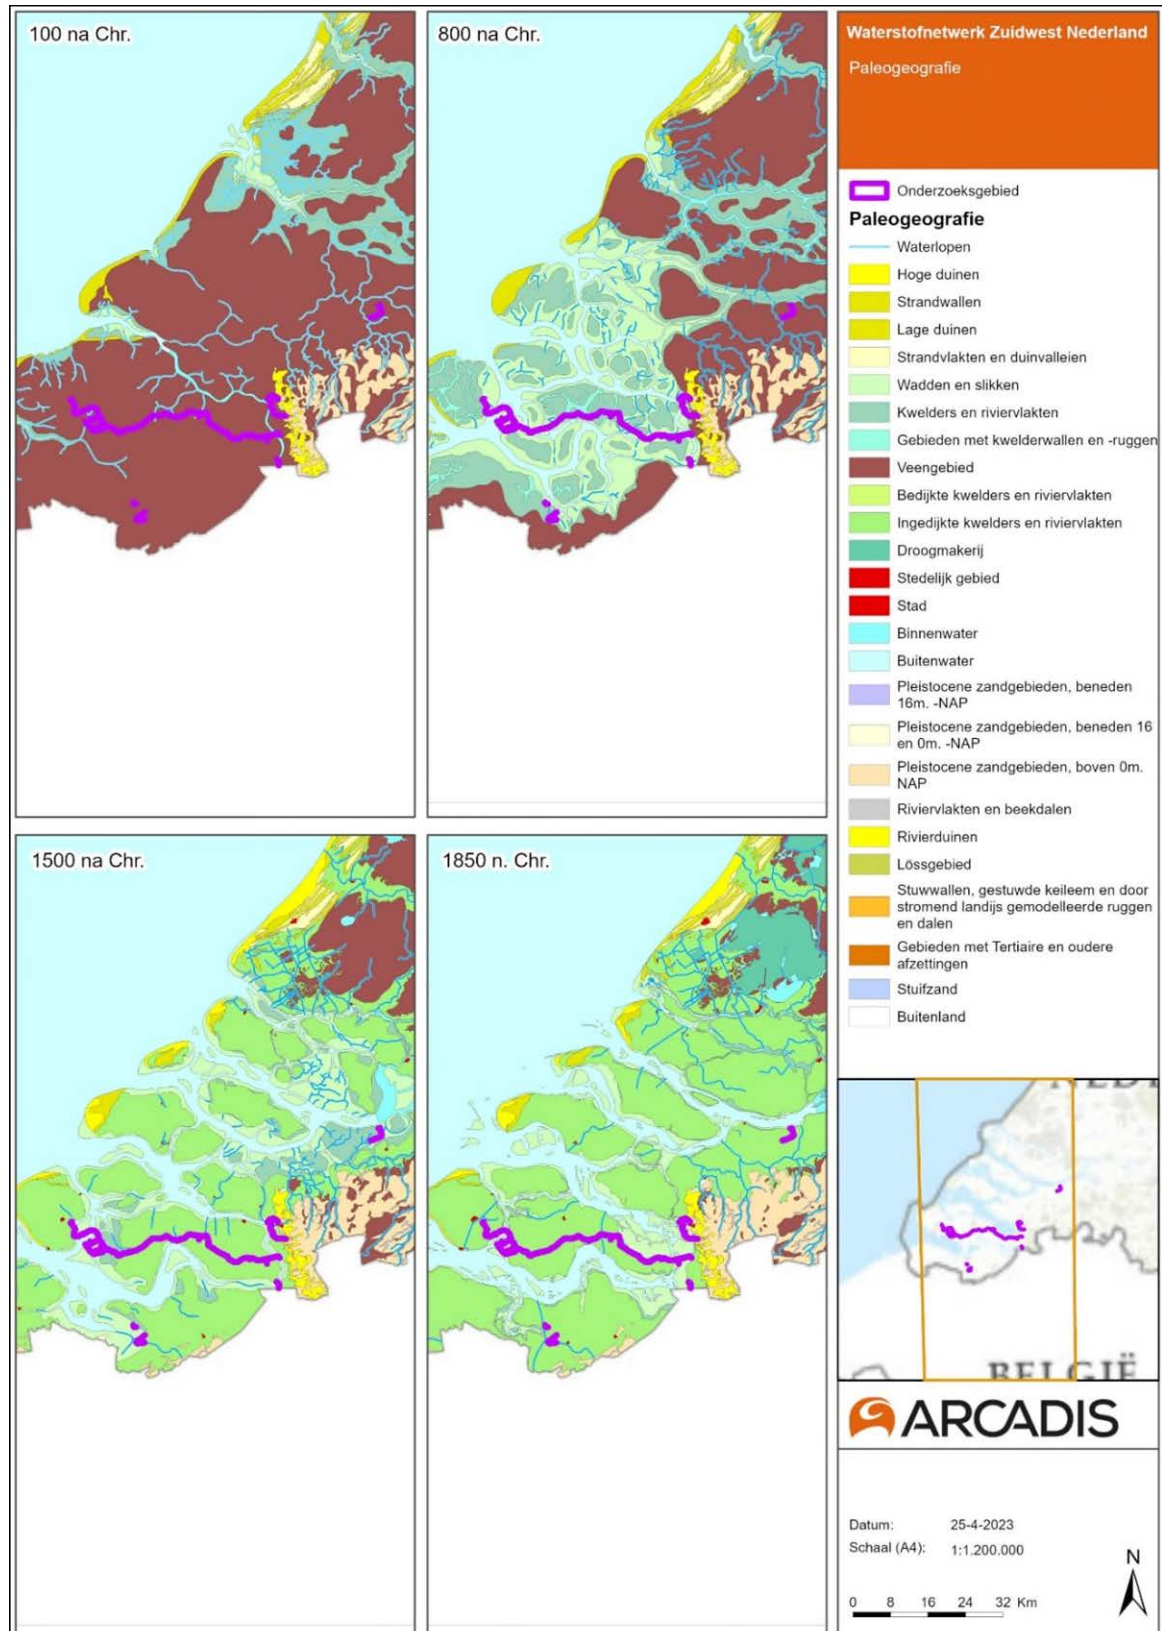 100 na Chr.
800 na Chr.
1500 na Chr.
1850 n. Chr.
Waterstofnetwerk Zuidwest Nederland
Paleogeografie
Onderzoeksgebied
Paleogeografie
Waterlopen
Hoge duinen
Strandwallen
Lage duinen
Strandvlakten en duinvalleien
Wadden en slikken
Kwelders en riviervlakten
Gebieden met kwelderwallen en -ruggen
Veengebied
Bedijkte kwelders en riviervlakten
Ingedijkte kwelders en riviervlakten
Droogmakerij
Stedelijk gebied
Stad
Binnenwater
Buitenwater
Pleistocene zandgebieden, beneden
16m. -NAP
Pleistocene zandgebieden, beneden 16
en 0m. -NAP
Pleistocene zandgebieden, boven 0m.
NAP
Riviervlakten en beekdalen
Rivierduinen
Lössgebied
Stuwwallen, gestuwde keileem en door
stromend landijs gemodelleerde ruggen
en dalen
Gebieden met Tertiaire en oudere
afzettingen
Stuifzand
Buitenland
BELGIË
ARCADIS
Datum: 25-4-2023
Schaal (A4): 1:1.200.000
N
0 8 16 24 32 Km